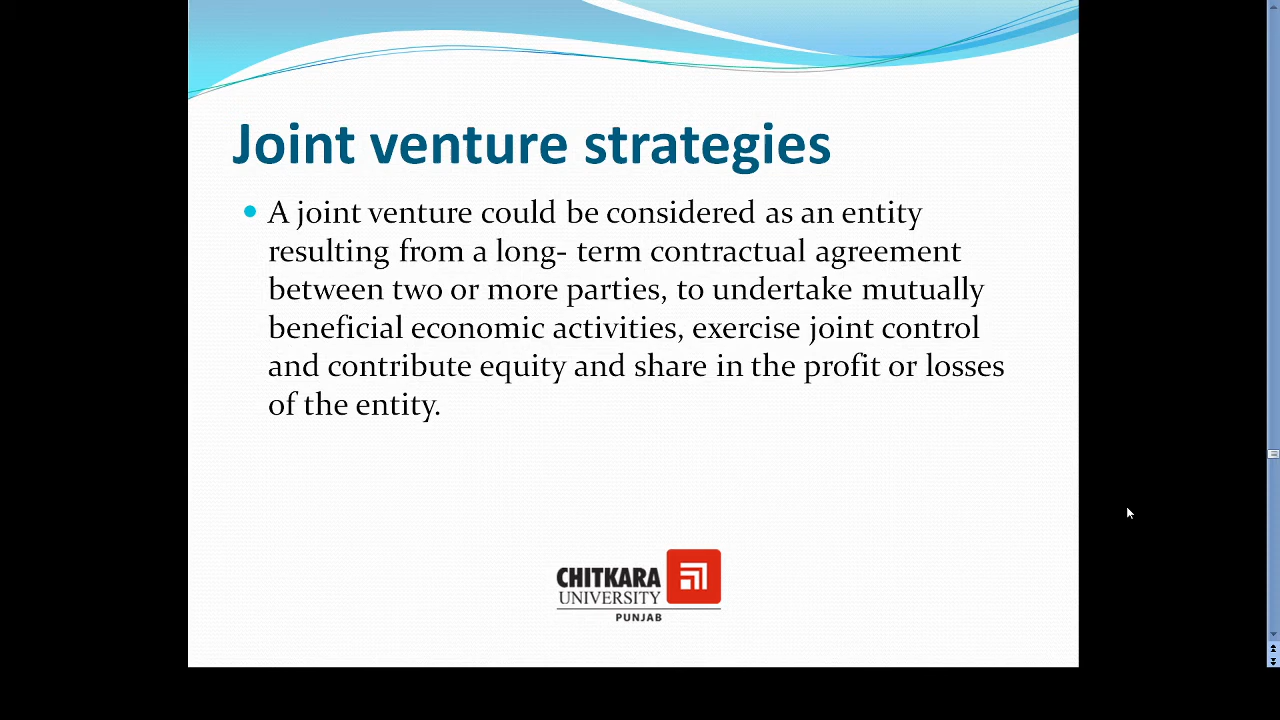 Joint venture strategies
A joint venture could be considered as an entity
resulting from a long- term contractual agreement
between two or more parties, to undertake mutually
beneficial economic activities, exercise joint control
and contribute equity and share in the profit or losses
of the entity.
CHITKARA
UNIVERSITY
PUNJAB